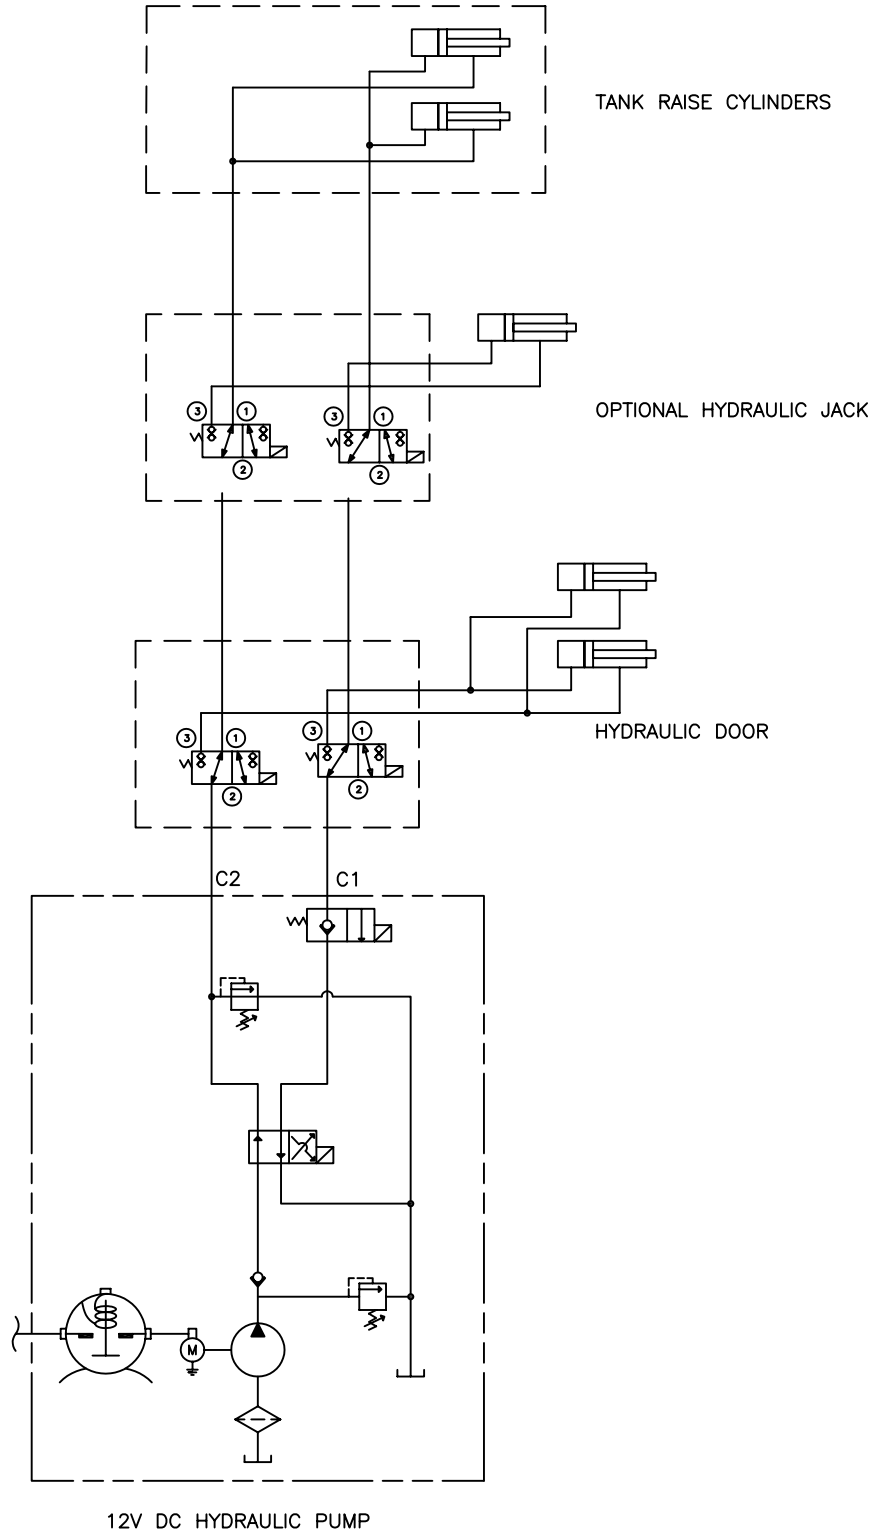 TANK RAISE CYLINDERS
3 1 3 1
OPTIONAL HYDRAULIC JACK
2 2
3 1 3 1
HYDRAULIC DOOR
2 2
C2 C1
M
12V DC HYDRAULIC PUMP